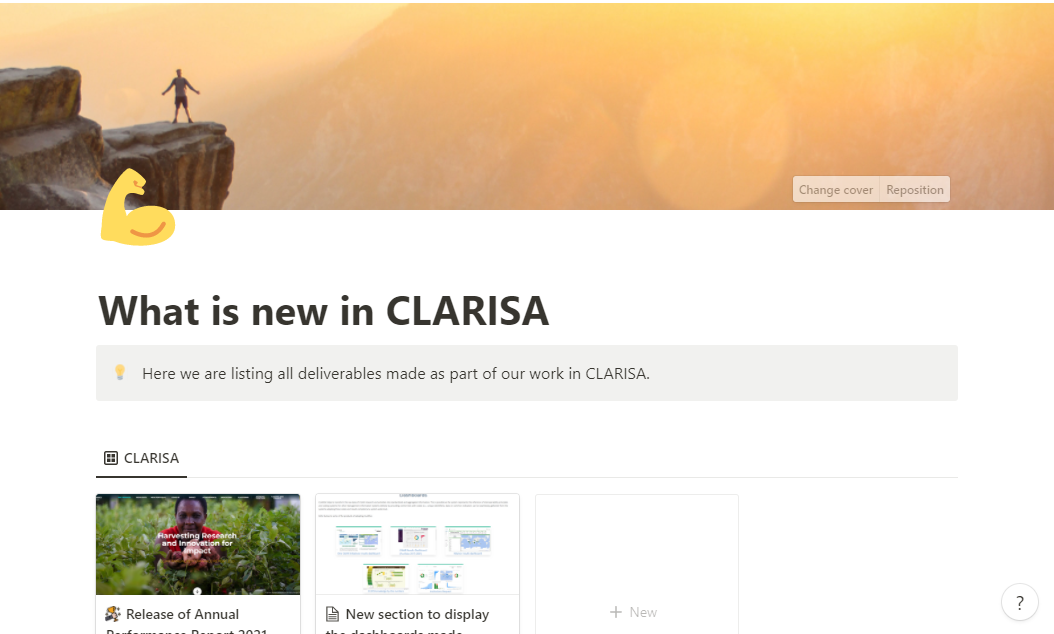 Change cover Reposition
What is new in CLARISA
Here we are listing all deliverables made as part of our work in CLARISA.
CLARISA
Harvesting Research
and Innovation for
Impact
Release of Annual
Performance Report 2021
New section to display
the dashboards made
New
?